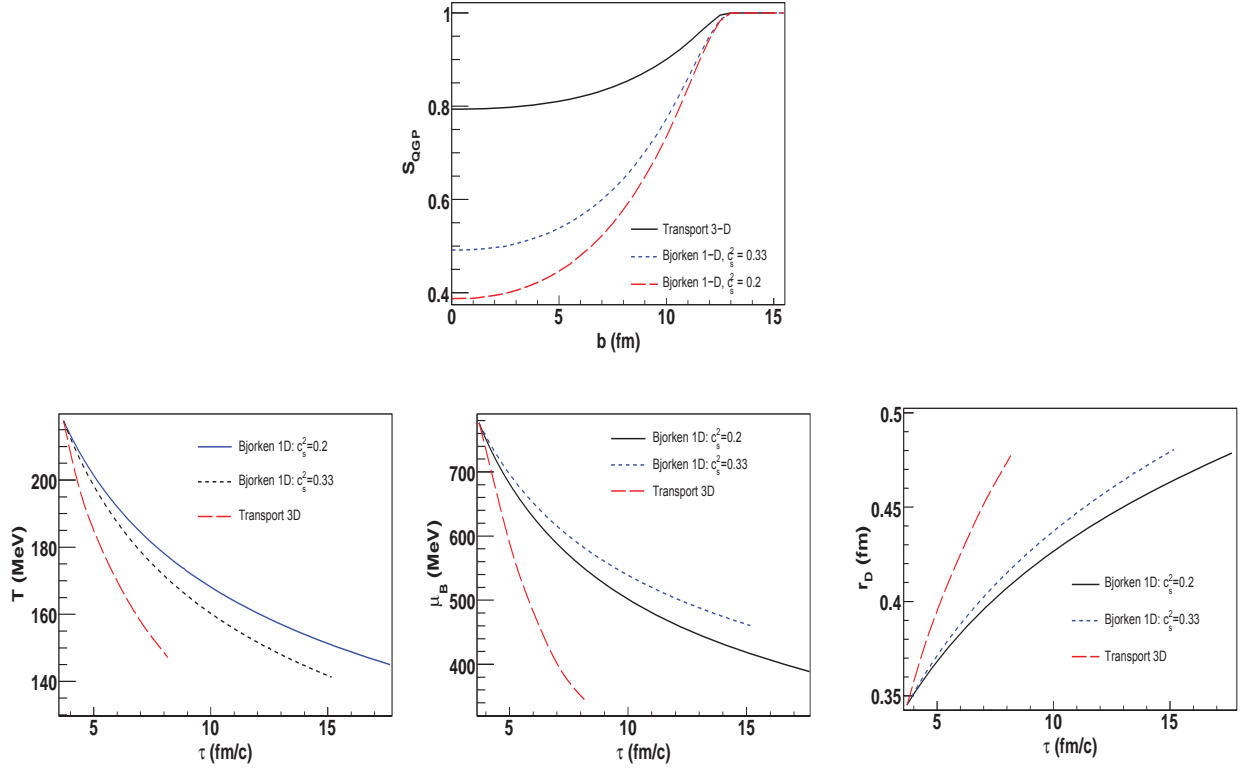 1
0.8
0.6
0.4
S_QGP
0 5 10 15
b (fm)
Transport 3−D
Bjorken 1−D, c_s^2 = 0.33
Bjorken 1−D, c_s^2 = 0.2
200
180
160
140
T (MeV)
5 10 15
τ (fm/c)
Bjorken 1D: c_s^2=0.2
Bjorken 1D: c_s^2=0.33
Transport 3D
700
600
500
400
μ_B (MeV)
5 10 15
τ (fm/c)
Bjorken 1D: c_s^2=0.2
Bjorken 1D: c_s^2=0.33
Transport 3D
0.5
0.45
0.4
0.35
r_D (fm)
5 10 15
τ (fm/c)
Bjorken 1D: c_s^2=0.2
Bjorken 1D: c_s^2=0.33
Transport 3D